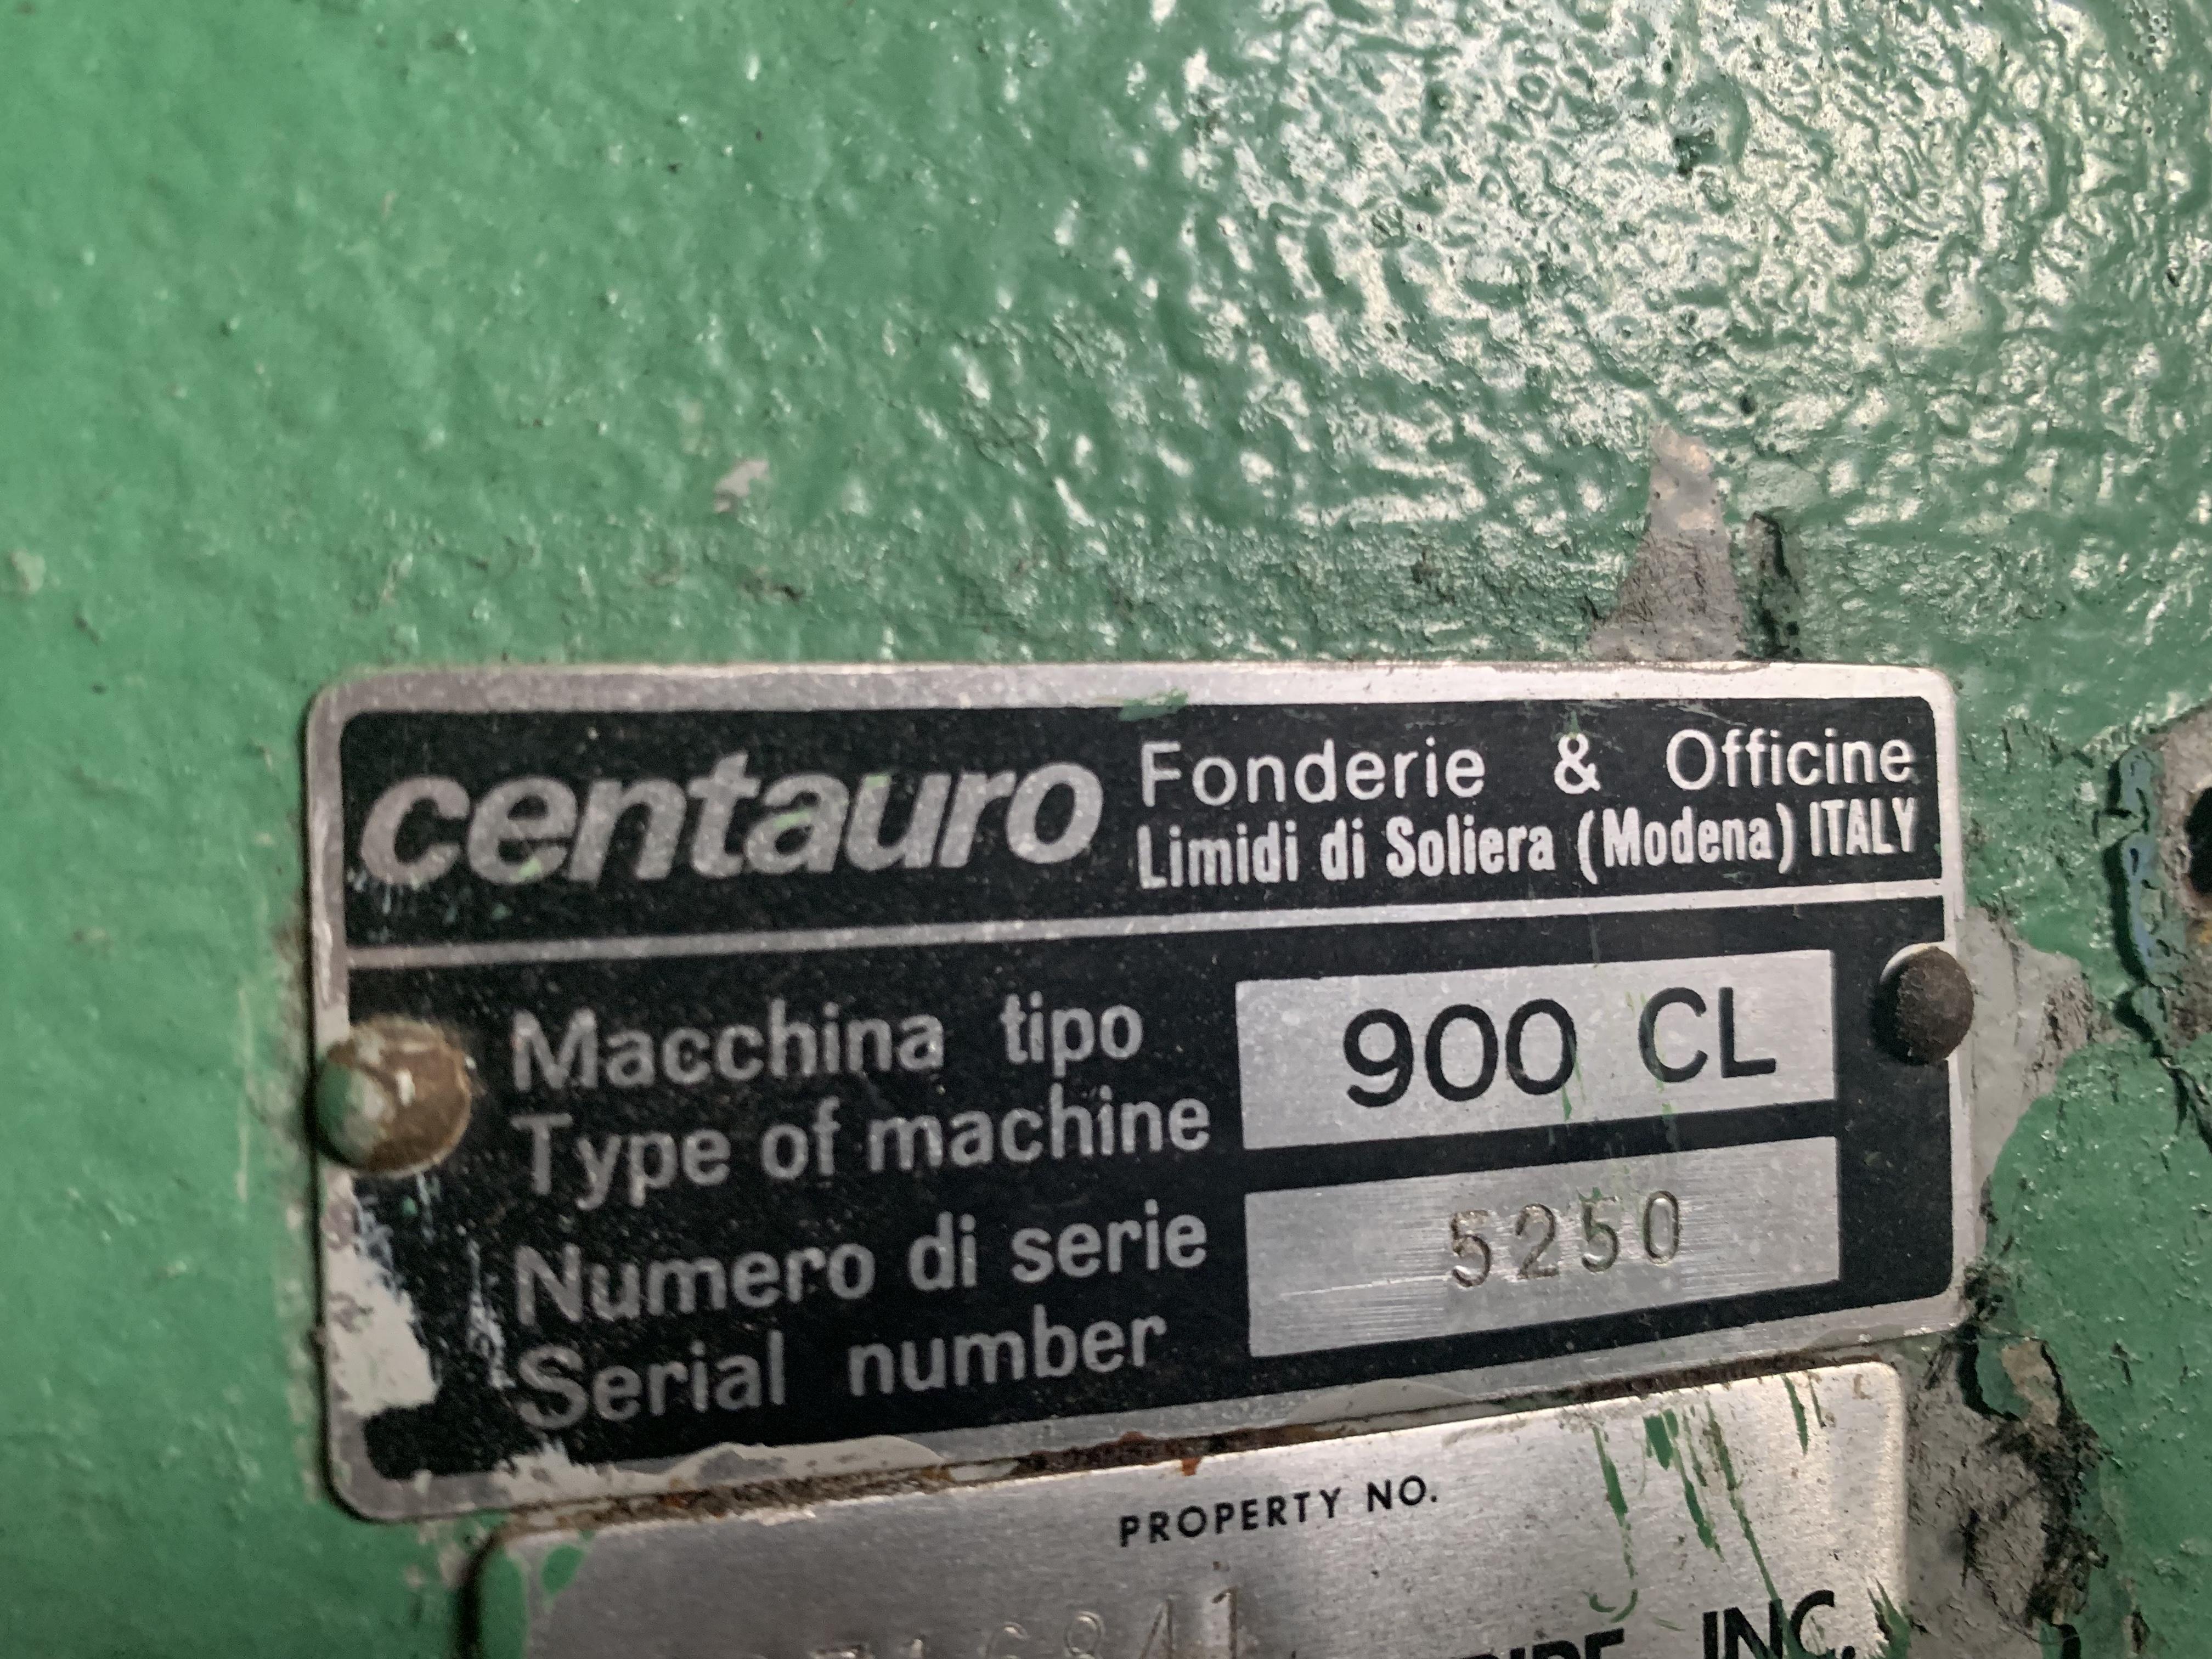 centauro
Fonderie & Officine
Limidi di Soliera (Modena) ITALY
Macchina tipo
Type of machine
900 CL
Numero di serie
Serial number
5250
PROPERTY NO.
INC.